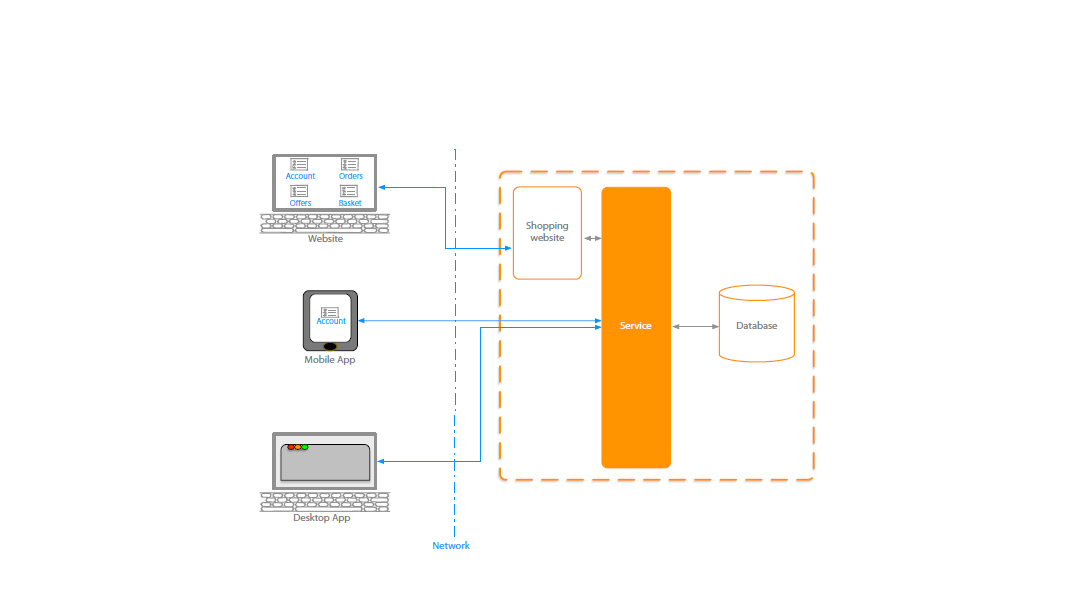 Account
Orders
Offers
Basket
Website
Shopping
website
Account
Mobile App
Service
Database
Desktop App
Network